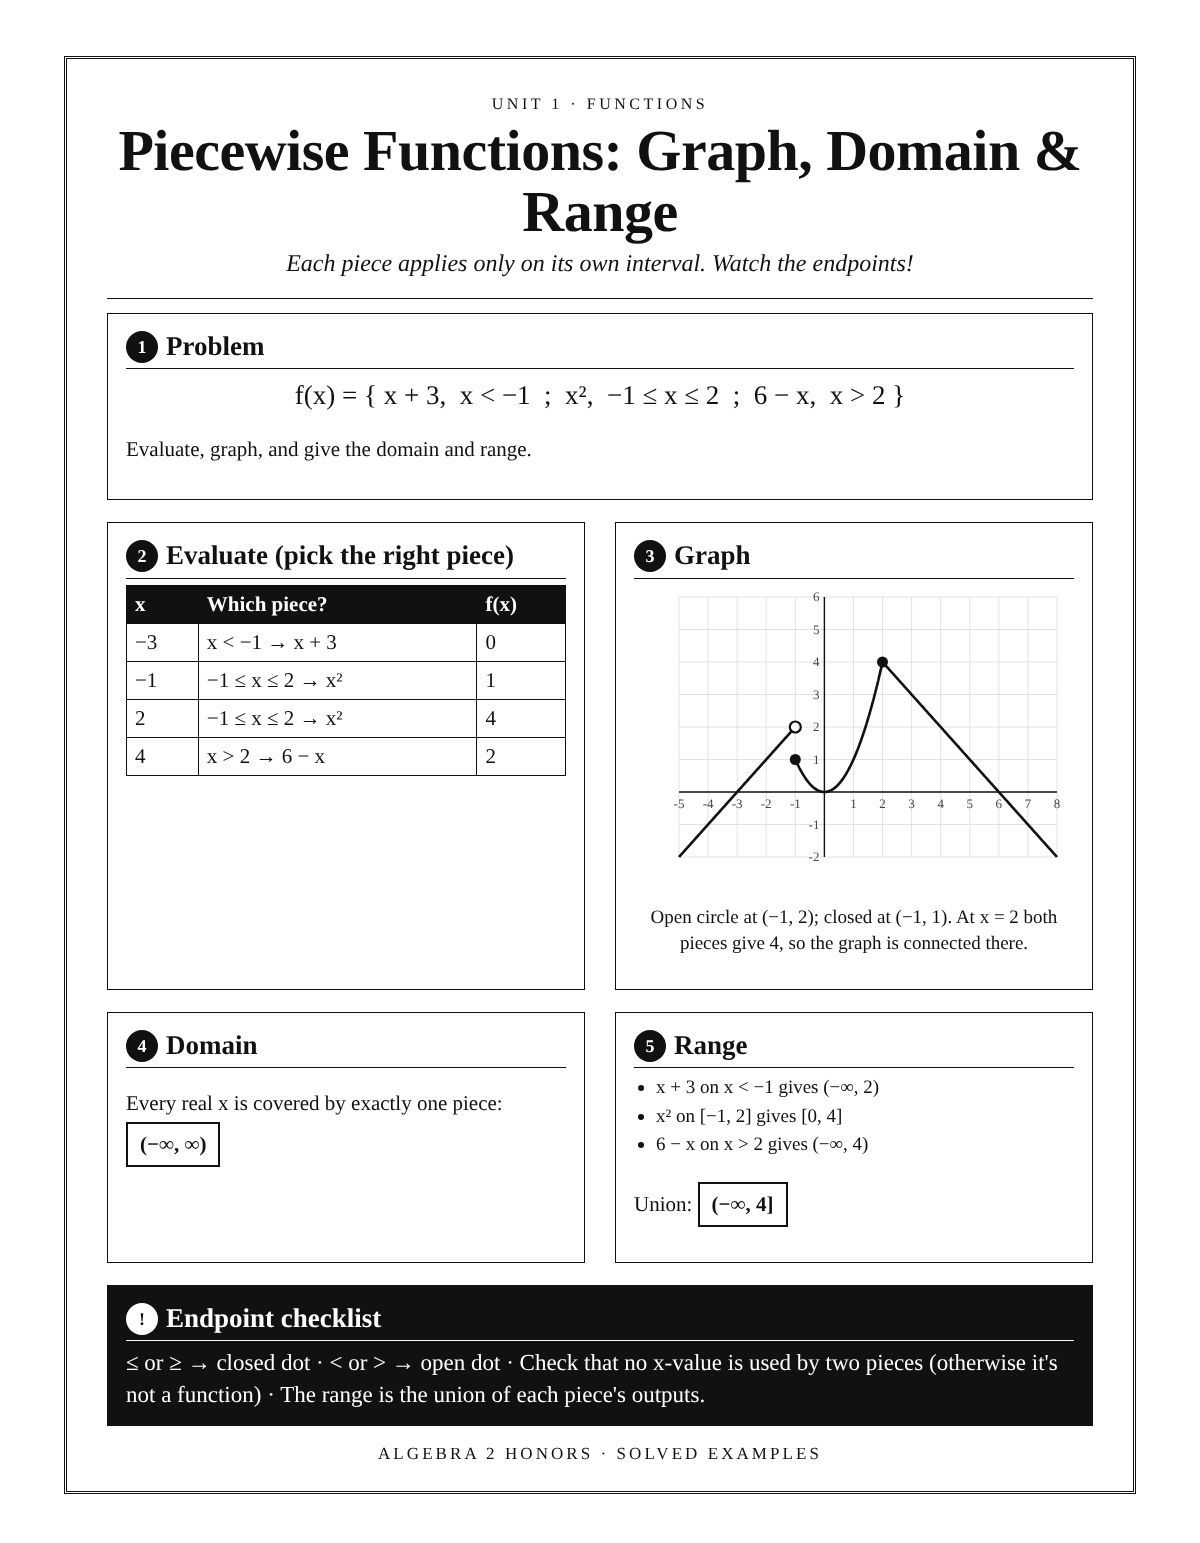 UNIT 1 · FUNCTIONS
Piecewise Functions: Graph, Domain &
Range
Each piece applies only on its own interval. Watch the endpoints!
1 Problem
f(x) = { x + 3, x < −1 ; x², −1 ≤ x ≤ 2 ; 6 − x, x > 2 }
Evaluate, graph, and give the domain and range.
2 Evaluate (pick the right piece)
x Which piece? f(x)
−3 x < −1 → x + 3 0
−1 −1 ≤ x ≤ 2 → x² 1
2 −1 ≤ x ≤ 2 → x² 4
4 x > 2 → 6 − x 2
3 Graph
6
5
4
3
2
1
-5 -4 -3 -2 -1 1 2 3 4 5 6 7 8
-1
-2
Open circle at (−1, 2); closed at (−1, 1). At x = 2 both
pieces give 4, so the graph is connected there.
4 Domain
Every real x is covered by exactly one piece:
(−∞, ∞)
5 Range
• x + 3 on x < −1 gives (−∞, 2)
• x² on [−1, 2] gives [0, 4]
• 6 − x on x > 2 gives (−∞, 4)
Union: (−∞, 4]
! Endpoint checklist
≤ or ≥ → closed dot · < or > → open dot · Check that no x-value is used by two pieces (otherwise it's
not a function) · The range is the union of each piece's outputs.
ALGEBRA 2 HONORS · SOLVED EXAMPLES